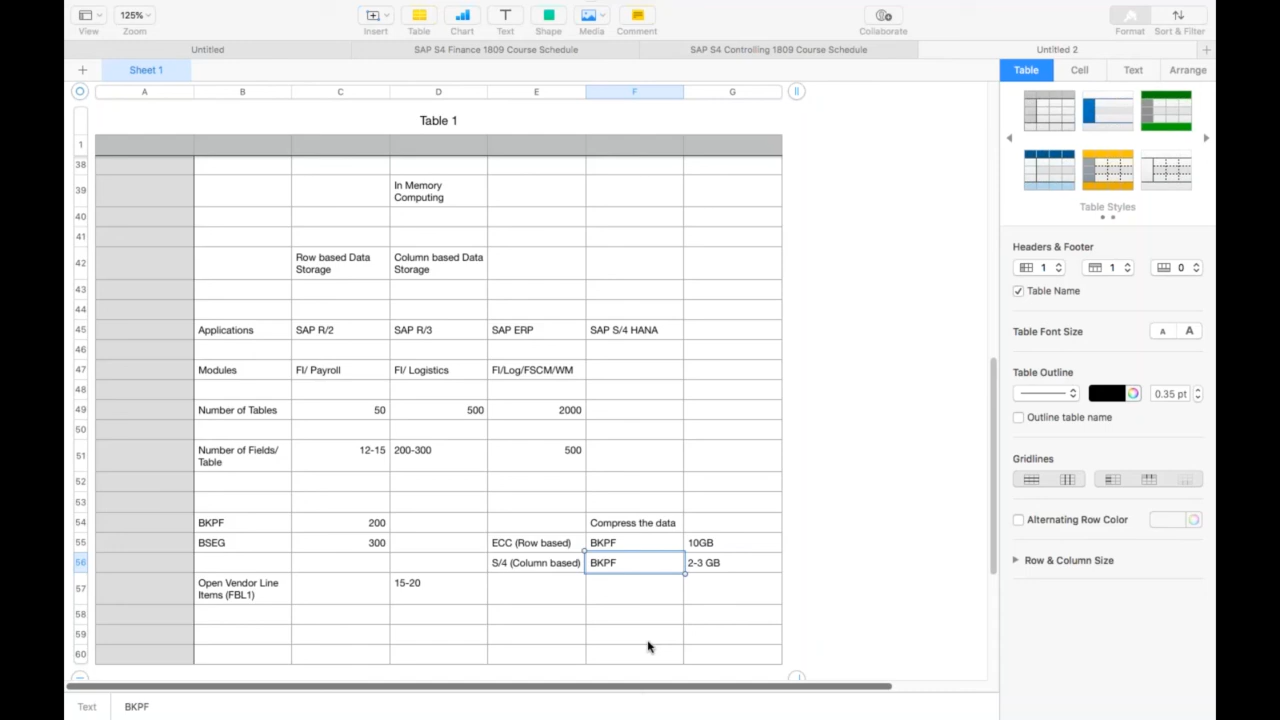 125%
View
Zoom
Insert
Table
Chart
Text
Shape
Media
Comment
Collaborate
Format
Sort & Filter
Untitled
SAP S4 Finance 1809 Course Schedule
SAP S4 Controlling 1809 Course Schedule
Untitled 2
Sheet 1
Table
Cell
Text
Arrange
A
B
C
D
E
F
G
Table 1
1
38
39
In Memory
Computing
40
41
42
Row based Data
Storage
Column based Data
Storage
43
44
45
Applications
SAP R/2
SAP R/3
SAP ERP
SAP S/4 HANA
46
47
Modules
FI/ Payroll
FI/ Logistics
FI/Log/FSCM/WM
48
49
Number of Tables
50
500
2000
50
51
Number of Fields/
Table
12-15
200-300
500
52
53
54
BKPF
200
Compress the data
55
BSEG
300
ECC (Row based)
BKPF
10GB
56
S/4 (Column based)
BKPF
2-3 GB
57
Open Vendor Line
Items (FBL1)
15-20
58
59
60
Table Styles
Headers & Footer
1
1
0
Table Name
Table Font Size
A
A
Table Outline
0.35 pt
Outline table name
Gridlines
Alternating Row Color
Row & Column Size
Text
BKPF